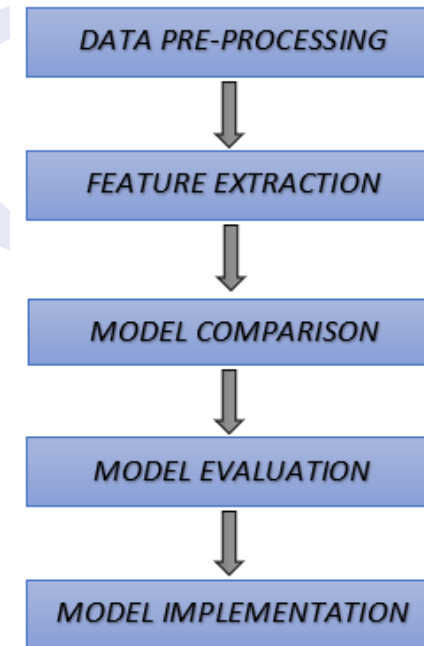 DATA PRE-PROCESSING
FEATURE EXTRACTION
MODEL COMPARISON
MODEL EVALUATION
MODEL IMPLEMENTATION